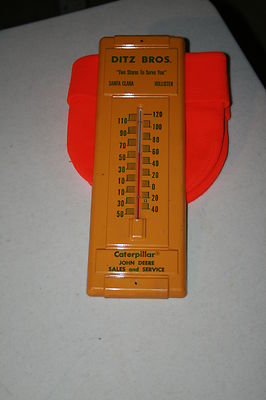 DITZ BROS.
"Two Stores To Serve You"
SANTA CLARA HOLLISTER
110 120
90 100
70 80
50 60
30 40
10 20
10 0
30 20
50 40
Caterpillar®
JOHN DEERE
SALES and SERVICE